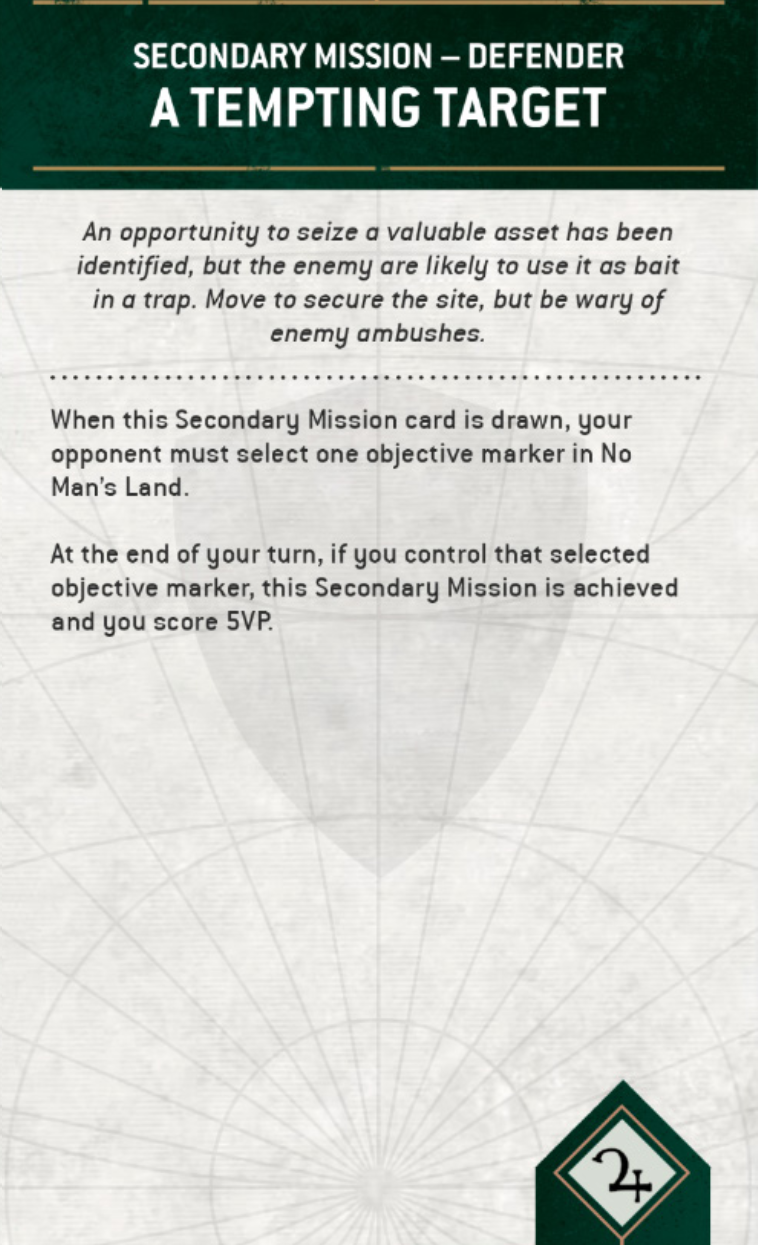 SECONDARY MISSION – DEFENDER
A TEMPTING TARGET
An opportunity to seize a valuable asset has been
identified, but the enemy are likely to use it as bait
in a trap. Move to secure the site, but be wary of
enemy ambushes.
When this Secondary Mission card is drawn, your
opponent must select one objective marker in No
Man’s Land.
At the end of your turn, if you control that selected
objective marker, this Secondary Mission is achieved
and you score 5VP.